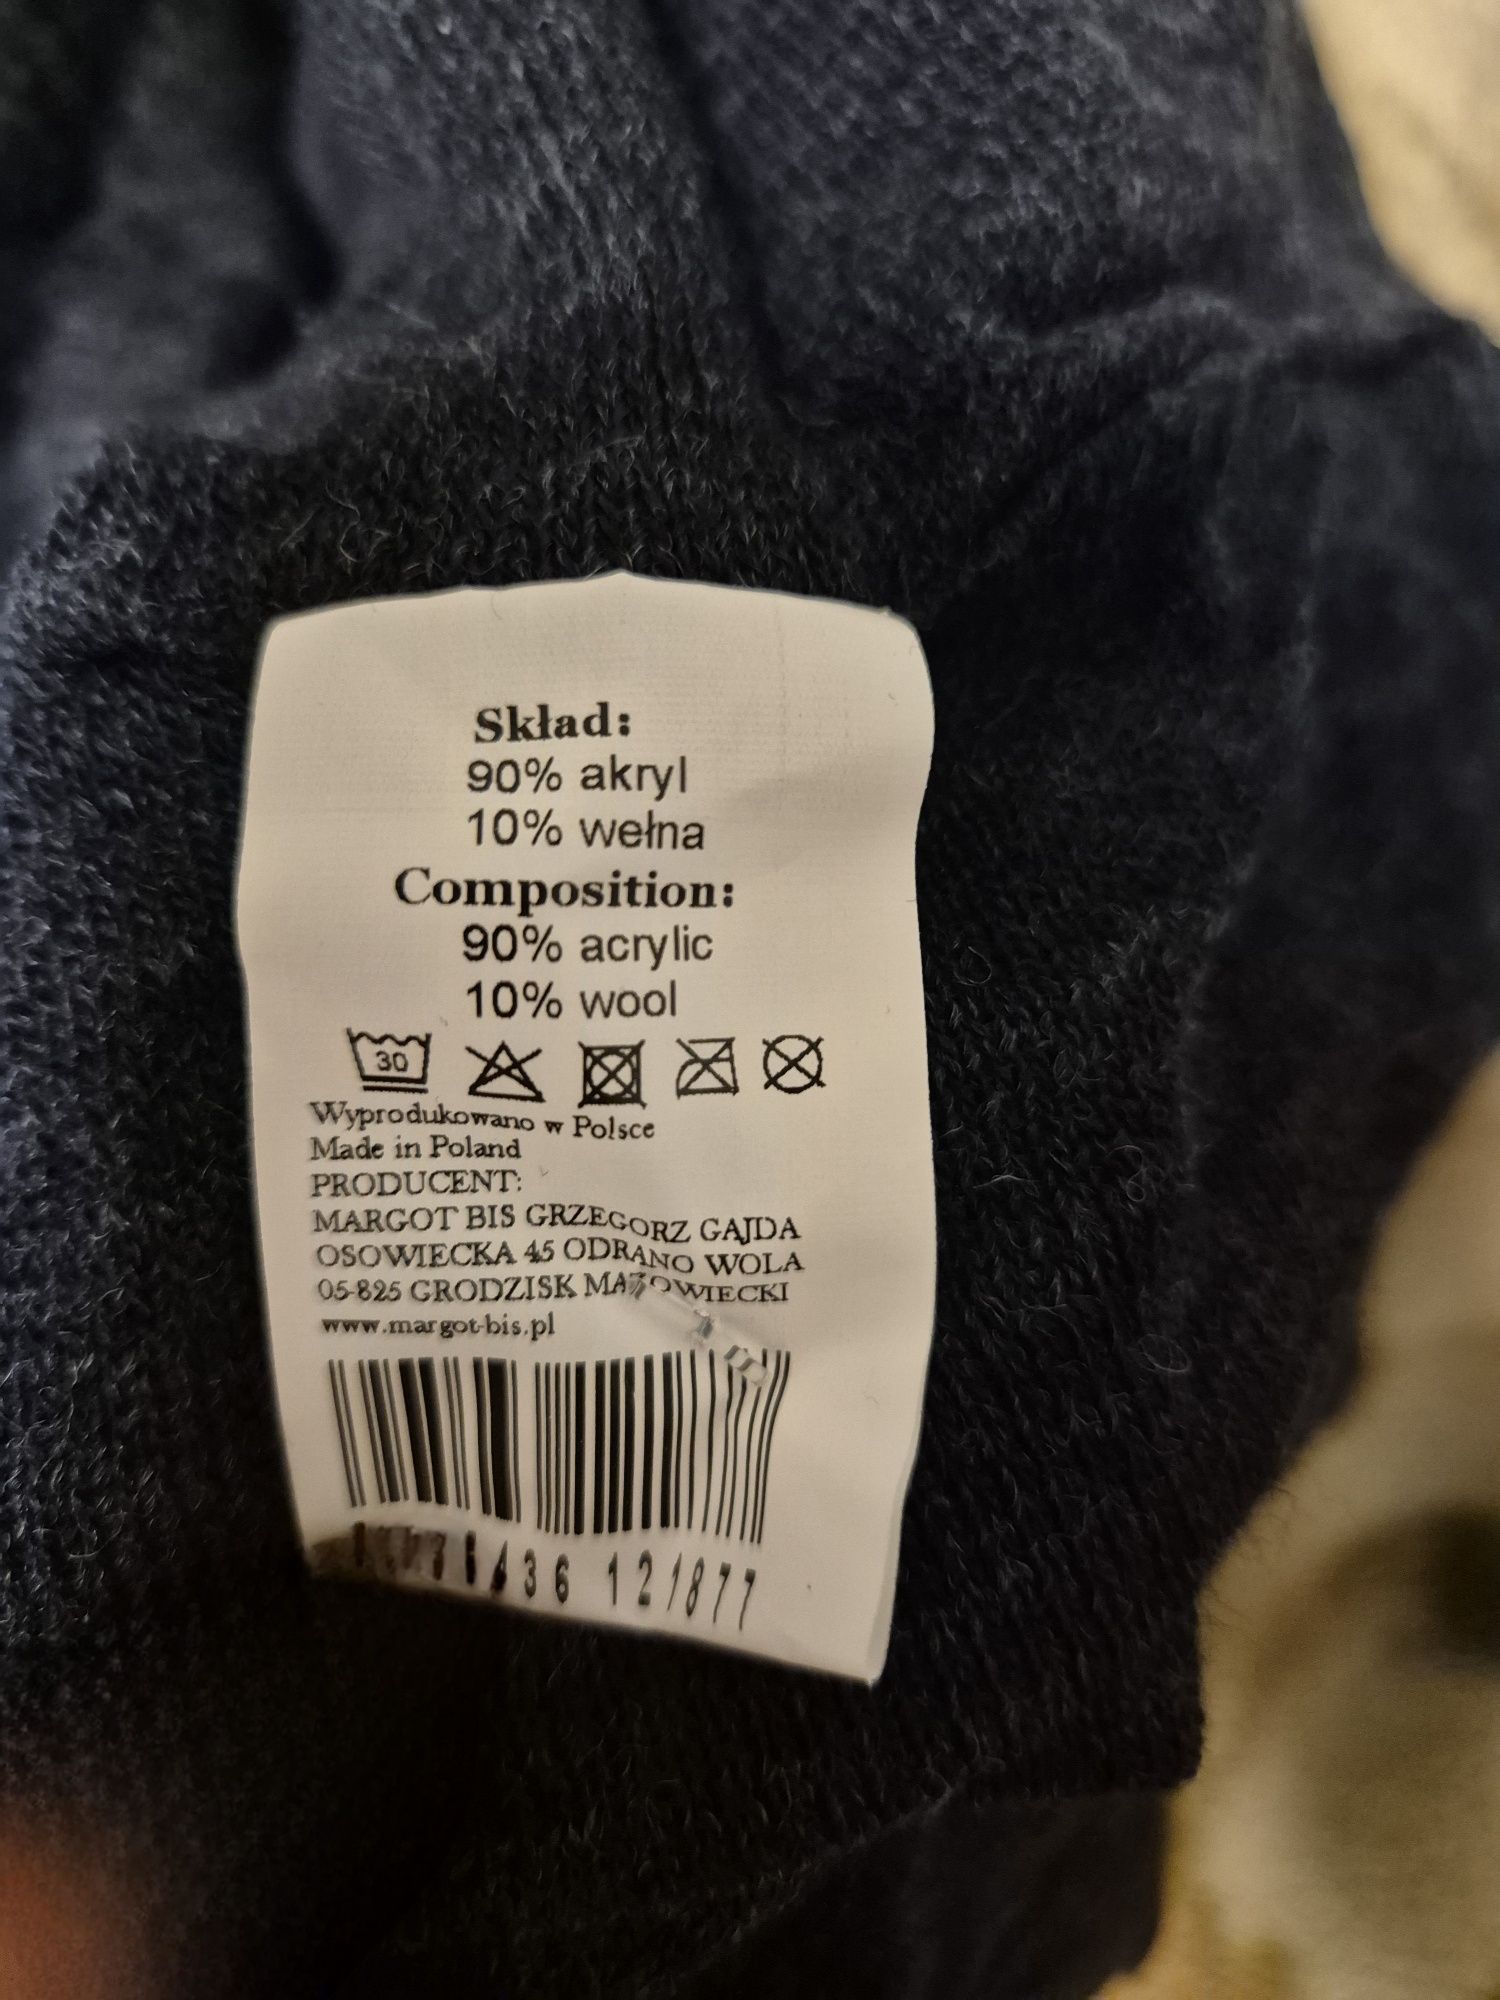 Skład:
90% akryl
10% wełna
Composition:
90% acrylic
10% wool
30
Wyprodukowano w Polsce
Made in Poland
PRODUCENT:
MARGOT BIS GRZEGORZ GAJDA
OSOWIECKA 45 ODRANO WOLA
05-825 GRODZISK MAZOWIECKI
www.margot-bis.pl
36 121877